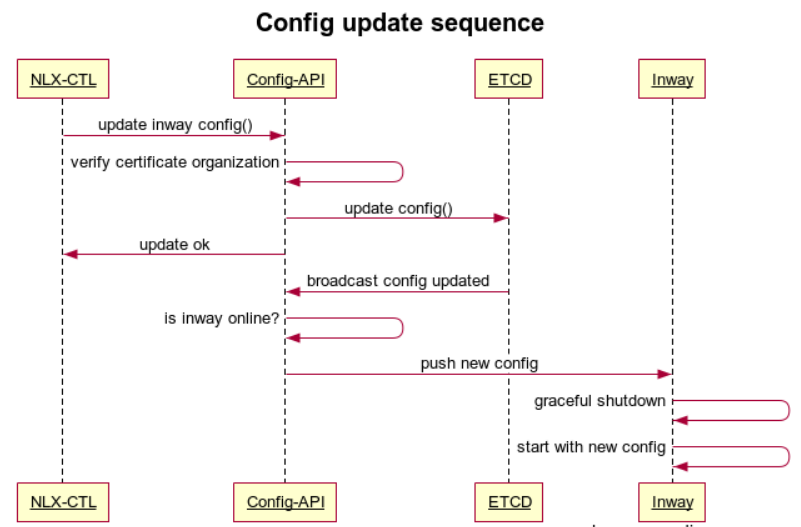 Config update sequence
NLX-CTL
Config-API
ETCD
Inway
update inway config()
verify certificate organization
update config()
update ok
broadcast config updated
is inway online?
push new config
graceful shutdown
start with new config
NLX-CTL
Config-API
ETCD
Inway